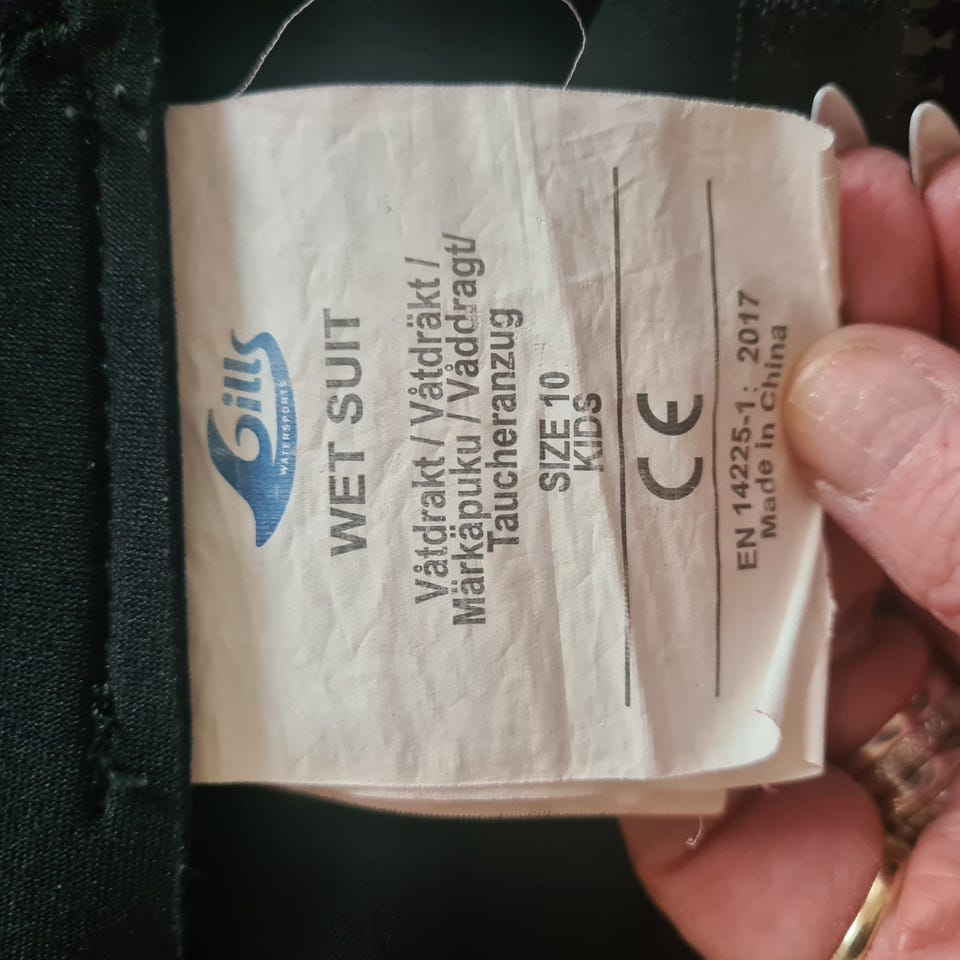 Gills
WATERSPORTS
WET SUIT
Våtdrakt / Våtdräkt /
Märkäpuku / Våddragt/
Taucheranzug
SIZE 10
KIDS
CE
EN 14225-1: 2017
Made in China